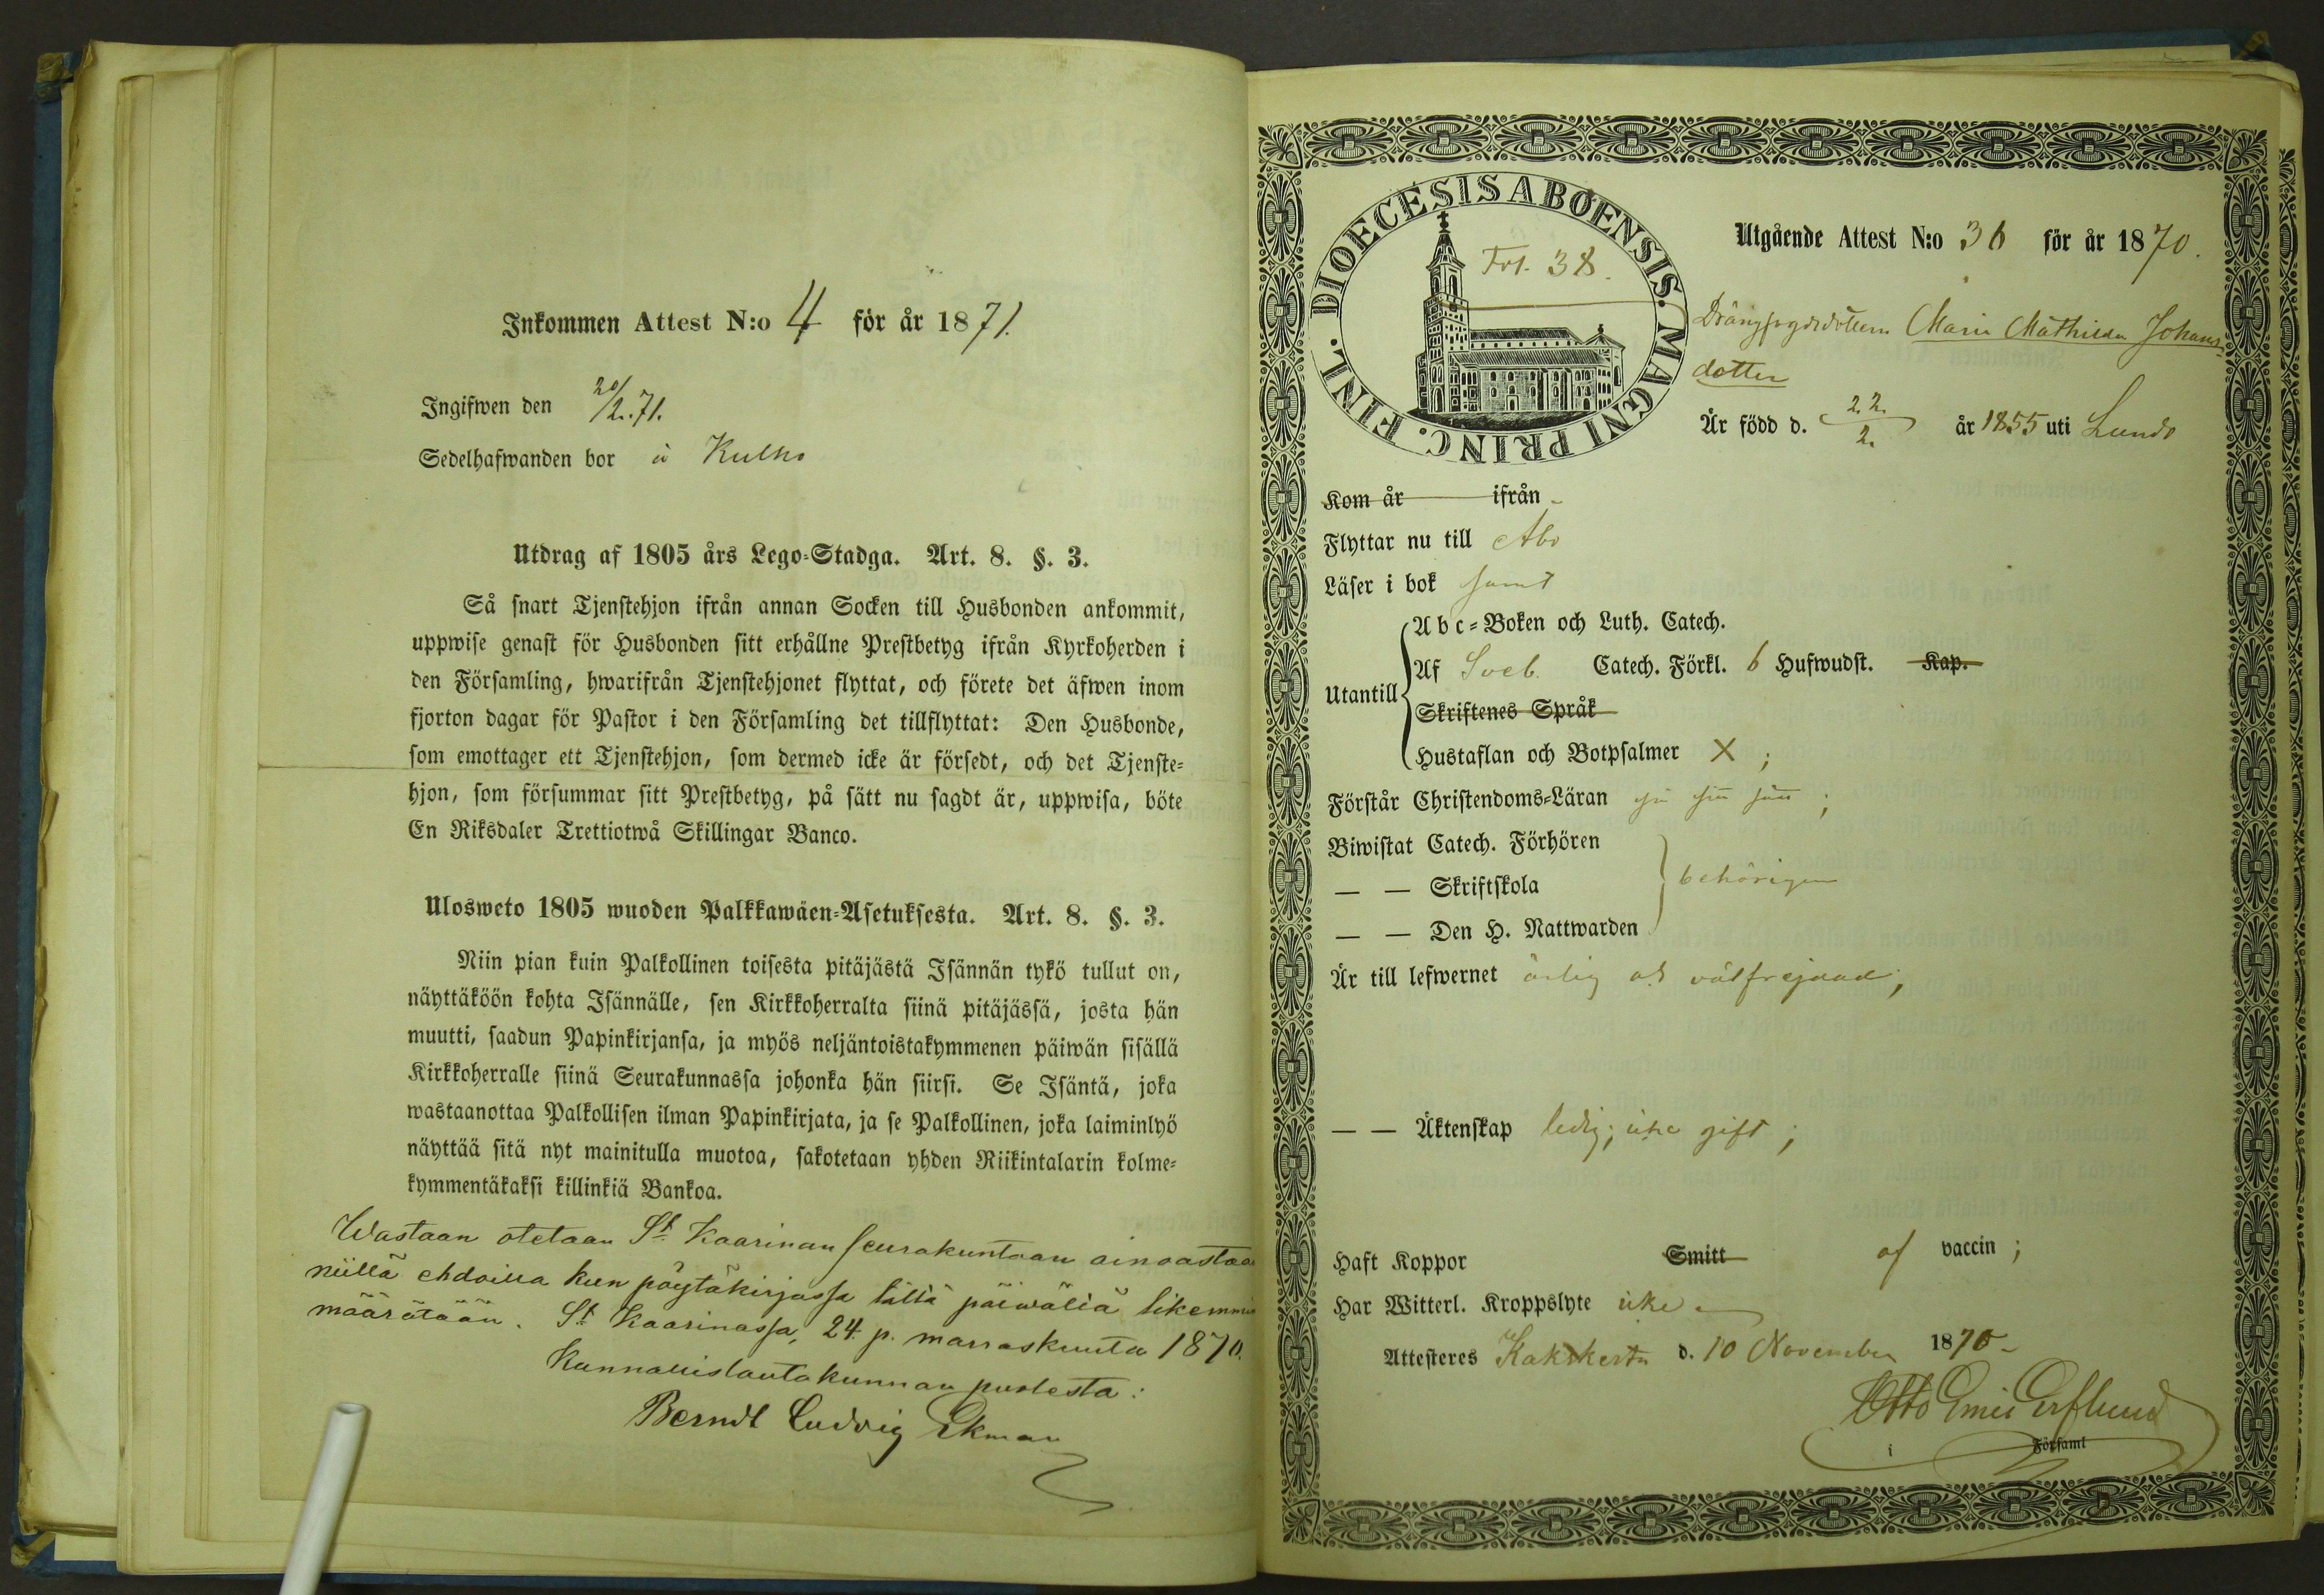 Inkommen Attest N:o 4 för år 1871.
Ingifwen den 20/2.71.
Sedelhafwanden bor å Kulho
Utdrag af 1805 års Lego-Stadga. Art. 8. §. 3.
Så snart Tjenstehjon ifrån annan Socken till Husbonden ankommit,
uppwise genast för Husbonden sitt erhållne Prestbetyg ifrån Kyrkoherden i
den Församling, hwarifrån Tjenstehjonet flyttat, och förete det äfwen inom
fjorton dagar för Pastor i den Församling det tillflyttat: Den Husbonde,
som emottager ett Tjenstehjon, som dermed icke är försedt, och det Tjenste-
hjon, som försummar sitt Prestbetyg, på sätt nu sagdt är, uppwisa, böte
En Riksdaler Trettiotwå Skillingar Banco.
Ulosweto 1805 wuoden Palkkawäen-Asetuksesta. Art. 8. §. 3.
Niin pian kuin Palkollinen toisesta pitäjästä Isännän tykö tullut on,
näyttäköön kohta Isännälle, sen Kirkkoherralta siinä pitäjässä, josta hän
muutti, saadun Papinkirjansa, ja myös neljäntoistakymmenen päiwän sisällä
Kirkkoherralle siinä Seurakunnassa johonka hän siirsi. Se Isäntä, joka
wastaanottaa Palkollisen ilman Papinkirjata, ja se Palkollinen, joka laiminlyö
näyttää sitä nyt mainitulla muotoa, sakotetaan yhden Riikintalarin kolme-
kymmentäkaksi killinkiä Bankoa.
Wastaan otetaan St Kaarinan seurakuntaan ainoastaa
niillä ehdoilla kun pöytäkirjassa tältä päiwältä likemmi
määrätään. St Kaarinassa, 24 p. marraskuuta 1870.
Kunnallislautakunnan puolesta:
Berndt Ludvig Ekman
DIOECESIS ABOENSIS. MAGNI PRINC. FINL.
Fol. 38.
Utgående Attest N:o 36 för år 1870.
Drängfogdedottern Maria Mathilda Johans-
dotter
Är född d. 22./2. år 1855 uti Lundo
Kom år ifrån
Flyttar nu till Åbo
Läser i bok samt
Utantill
Abc-Boken och Luth. Catech.
Af Sveb. Catech. Förkl. 6 Hufwudst. Kap.
Skriftenes Språk
Hustaflan och Botpsalmer X ;
Förstår Christendoms-Läran
Biwistat Catech. Förhören
— — Skriftskola behörigen
— — Den H. Nattwarden
Är till lefwernet ärlig och välfrejdad;
— — Äktenskap ledig; icke gift;
Haft Koppor Smitt af vaccin ;
Har Witterl. Kroppslyte icke
Attesteres Kakskerta d. 10 November 1870
Otto Emil
i Församl